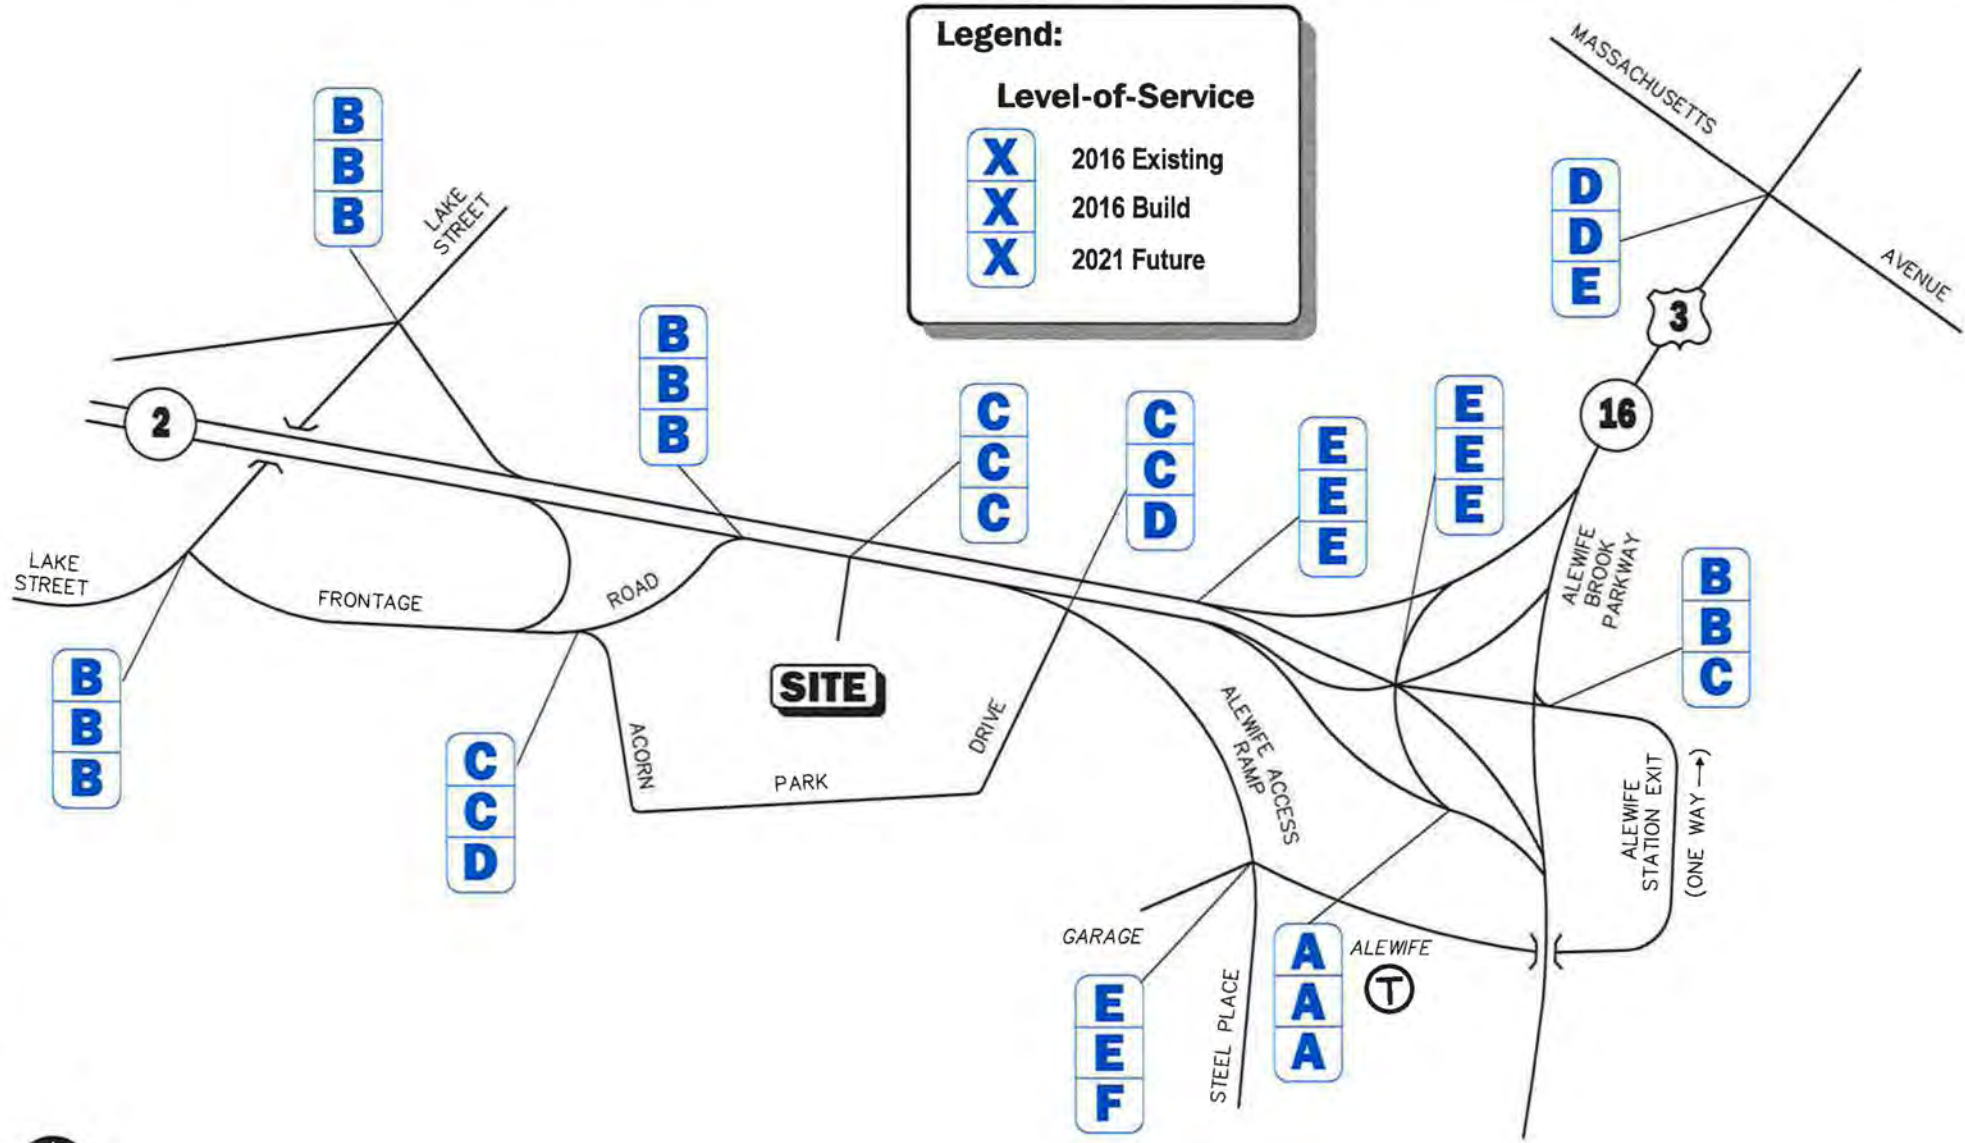 Legend:
Level-of-Service
X 2016 Existing
X 2016 Build
X 2021 Future
MASSACHUSETTS
AVENUE
3
16
2
B
B
B
LAKE
STREET
B
B
B
C
C
C
C
C
D
E
E
E
E
E
E
D
D
E
ALEWIFE
BROOK
PARKWAY
B
B
C
LAKE
STREET
FRONTAGE
ROAD
B
B
B
C
C
D
SITE
ACORN
PARK
DRIVE
ALEWIFE ACCESS
RAMP
ALEWIFE
STATION EXIT
(ONE WAY →)
GARAGE
E
E
F
STEEL PLACE
A
A
A
ALEWIFE
T